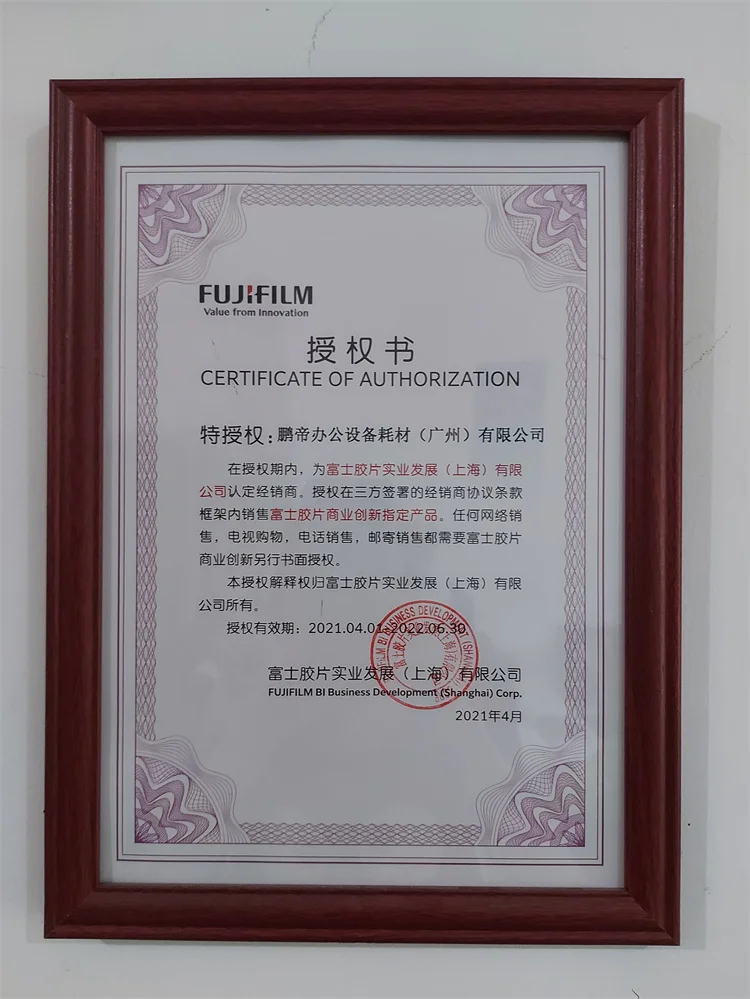 FUJIFILM
Value from Innovation
授权书
CERTIFICATE OF AUTHORIZATION
特授权：鹏帝办公设备耗材（广州）有限公司
在授权期内，为富士胶片实业发展（上海）有限
公司认定经销商。授权在三方签署的经销商协议条款
框架内销售富士胶片商业创新指定产品。任何网络销
售，电视购物，电话销售，邮寄销售都需要富士胶片
商业创新另行书面授权。
本授权解释权归富士胶片实业发展（上海）有限
公司所有。
授权有效期：2021.04.01-2022.06.30
富士胶片实业发展（上海）有限公司
FUJIFILM BI Business Development (Shanghai) Corp.
2021年4月